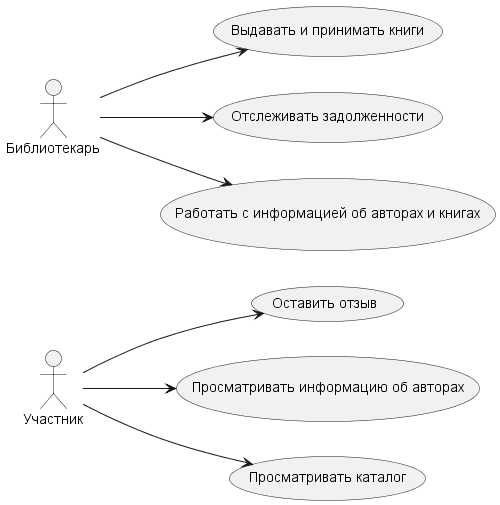 Выдавать и принимать книги
Отслеживать задолженности
Библиотекарь
Работать с информацией об авторах и книгах
Оставить отзыв
Просматривать информацию об авторах
Участник
Просматривать каталог